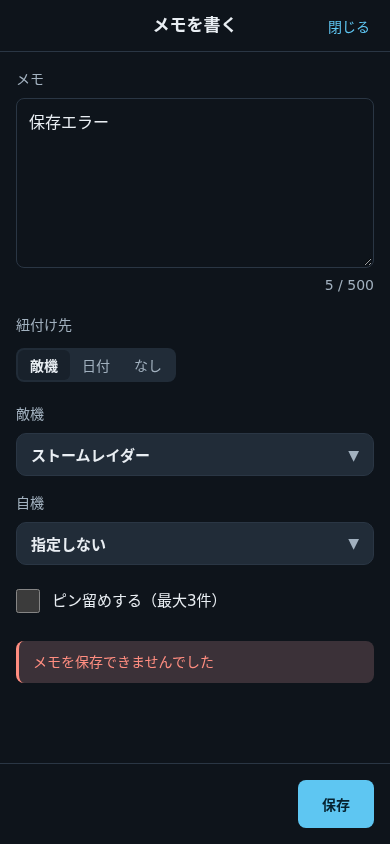 メモを書く
閉じる
メモ
保存エラー
5 / 500
紐付け先
敵機 日付 なし
敵機
ストームレイダー ▼
自機
指定しない ▼
ピン留めする（最大3件）
メモを保存できませんでした
保存